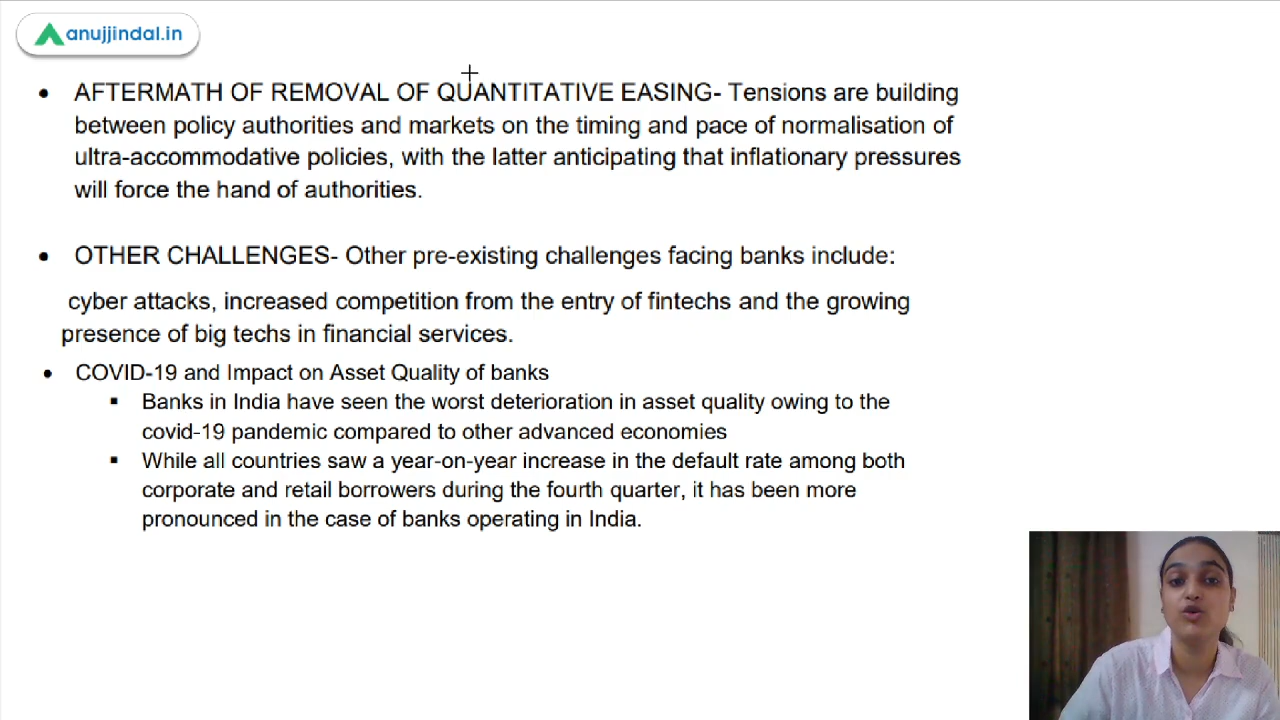 anujjindal.in
• AFTERMATH OF REMOVAL OF QUANTITATIVE EASING- Tensions are building
between policy authorities and markets on the timing and pace of normalisation of
ultra-accommodative policies, with the latter anticipating that inflationary pressures
will force the hand of authorities.
• OTHER CHALLENGES- Other pre-existing challenges facing banks include:
cyber attacks, increased competition from the entry of fintechs and the growing
presence of big techs in financial services.
• COVID-19 and Impact on Asset Quality of banks
▪ Banks in India have seen the worst deterioration in asset quality owing to the
covid-19 pandemic compared to other advanced economies
▪ While all countries saw a year-on-year increase in the default rate among both
corporate and retail borrowers during the fourth quarter, it has been more
pronounced in the case of banks operating in India.